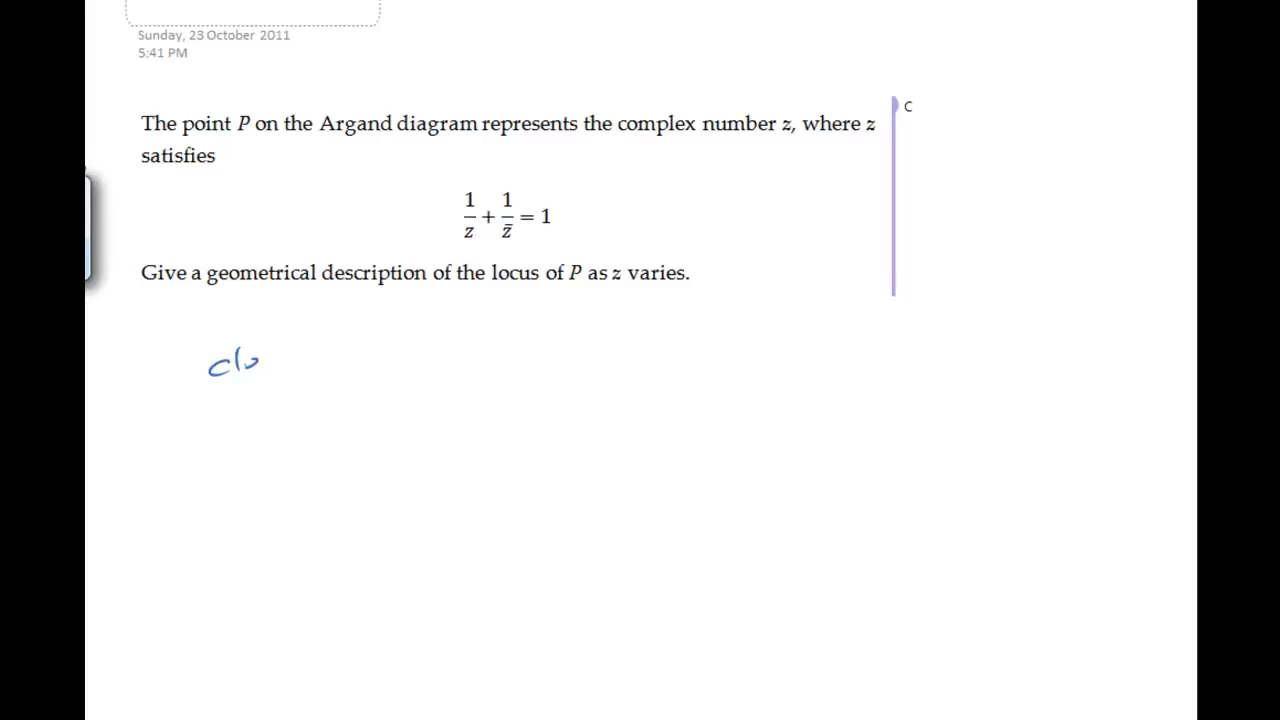 Sunday, 23 October 2011
5:41 PM
The point P on the Argand diagram represents the complex number z, where z
C
satisfies
1/z + 1/z̄ = 1
Give a geometrical description of the locus of P as z varies.